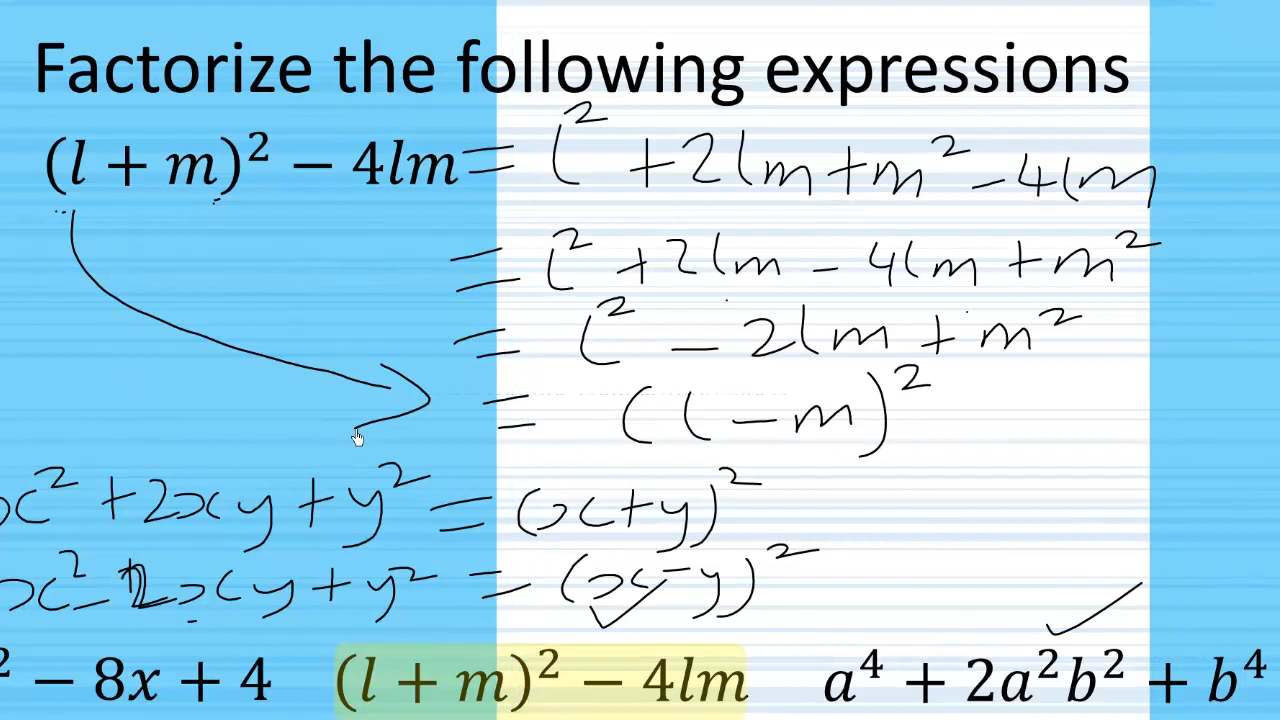 Factorize the following expressions
(l + m)² − 4lm = l² + 2lm + m² − 4lm
= l² + 2lm − 4lm + m²
= l² − 2lm + m²
= (l − m)²
x² + 2xy + y² = (x + y)²
x² − 2xy + y² = (x − y)²
² − 8x + 4 (l + m)² − 4lm a⁴ + 2a²b² + b⁴